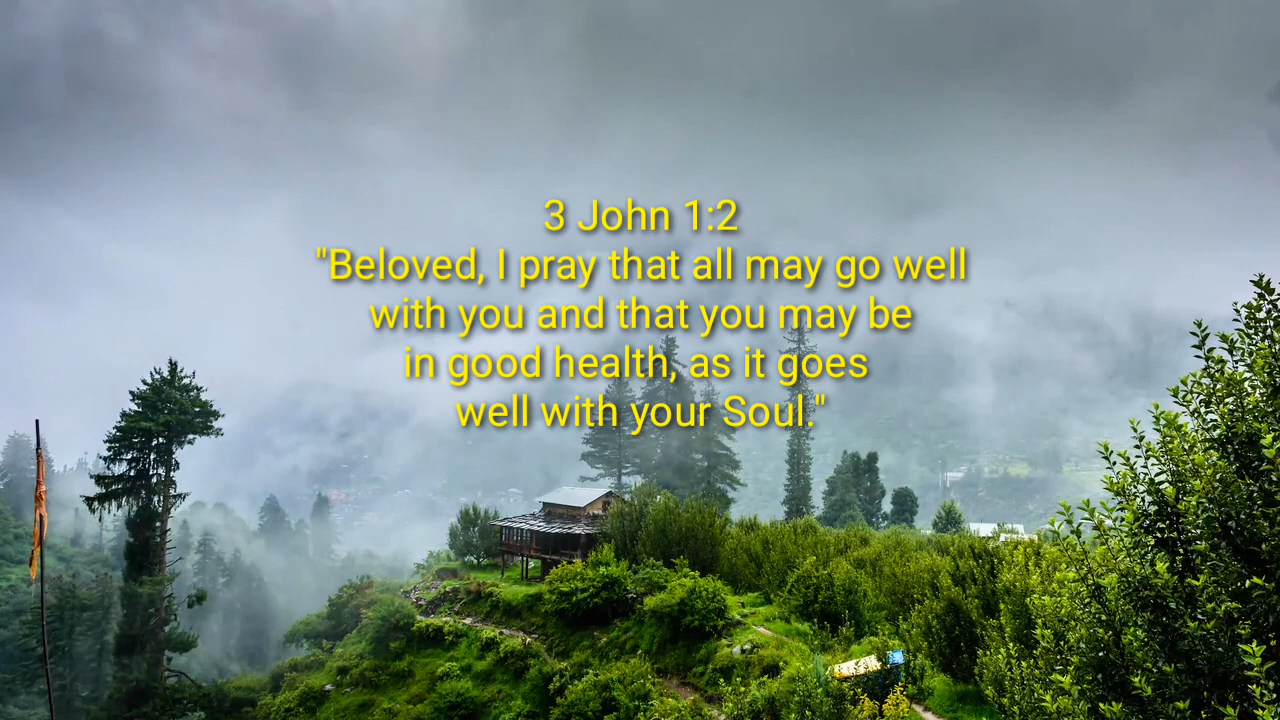 3 John 1:2
"Beloved, I pray that all may go well
with you and that you may be
in good health, as it goes
well with your Soul."